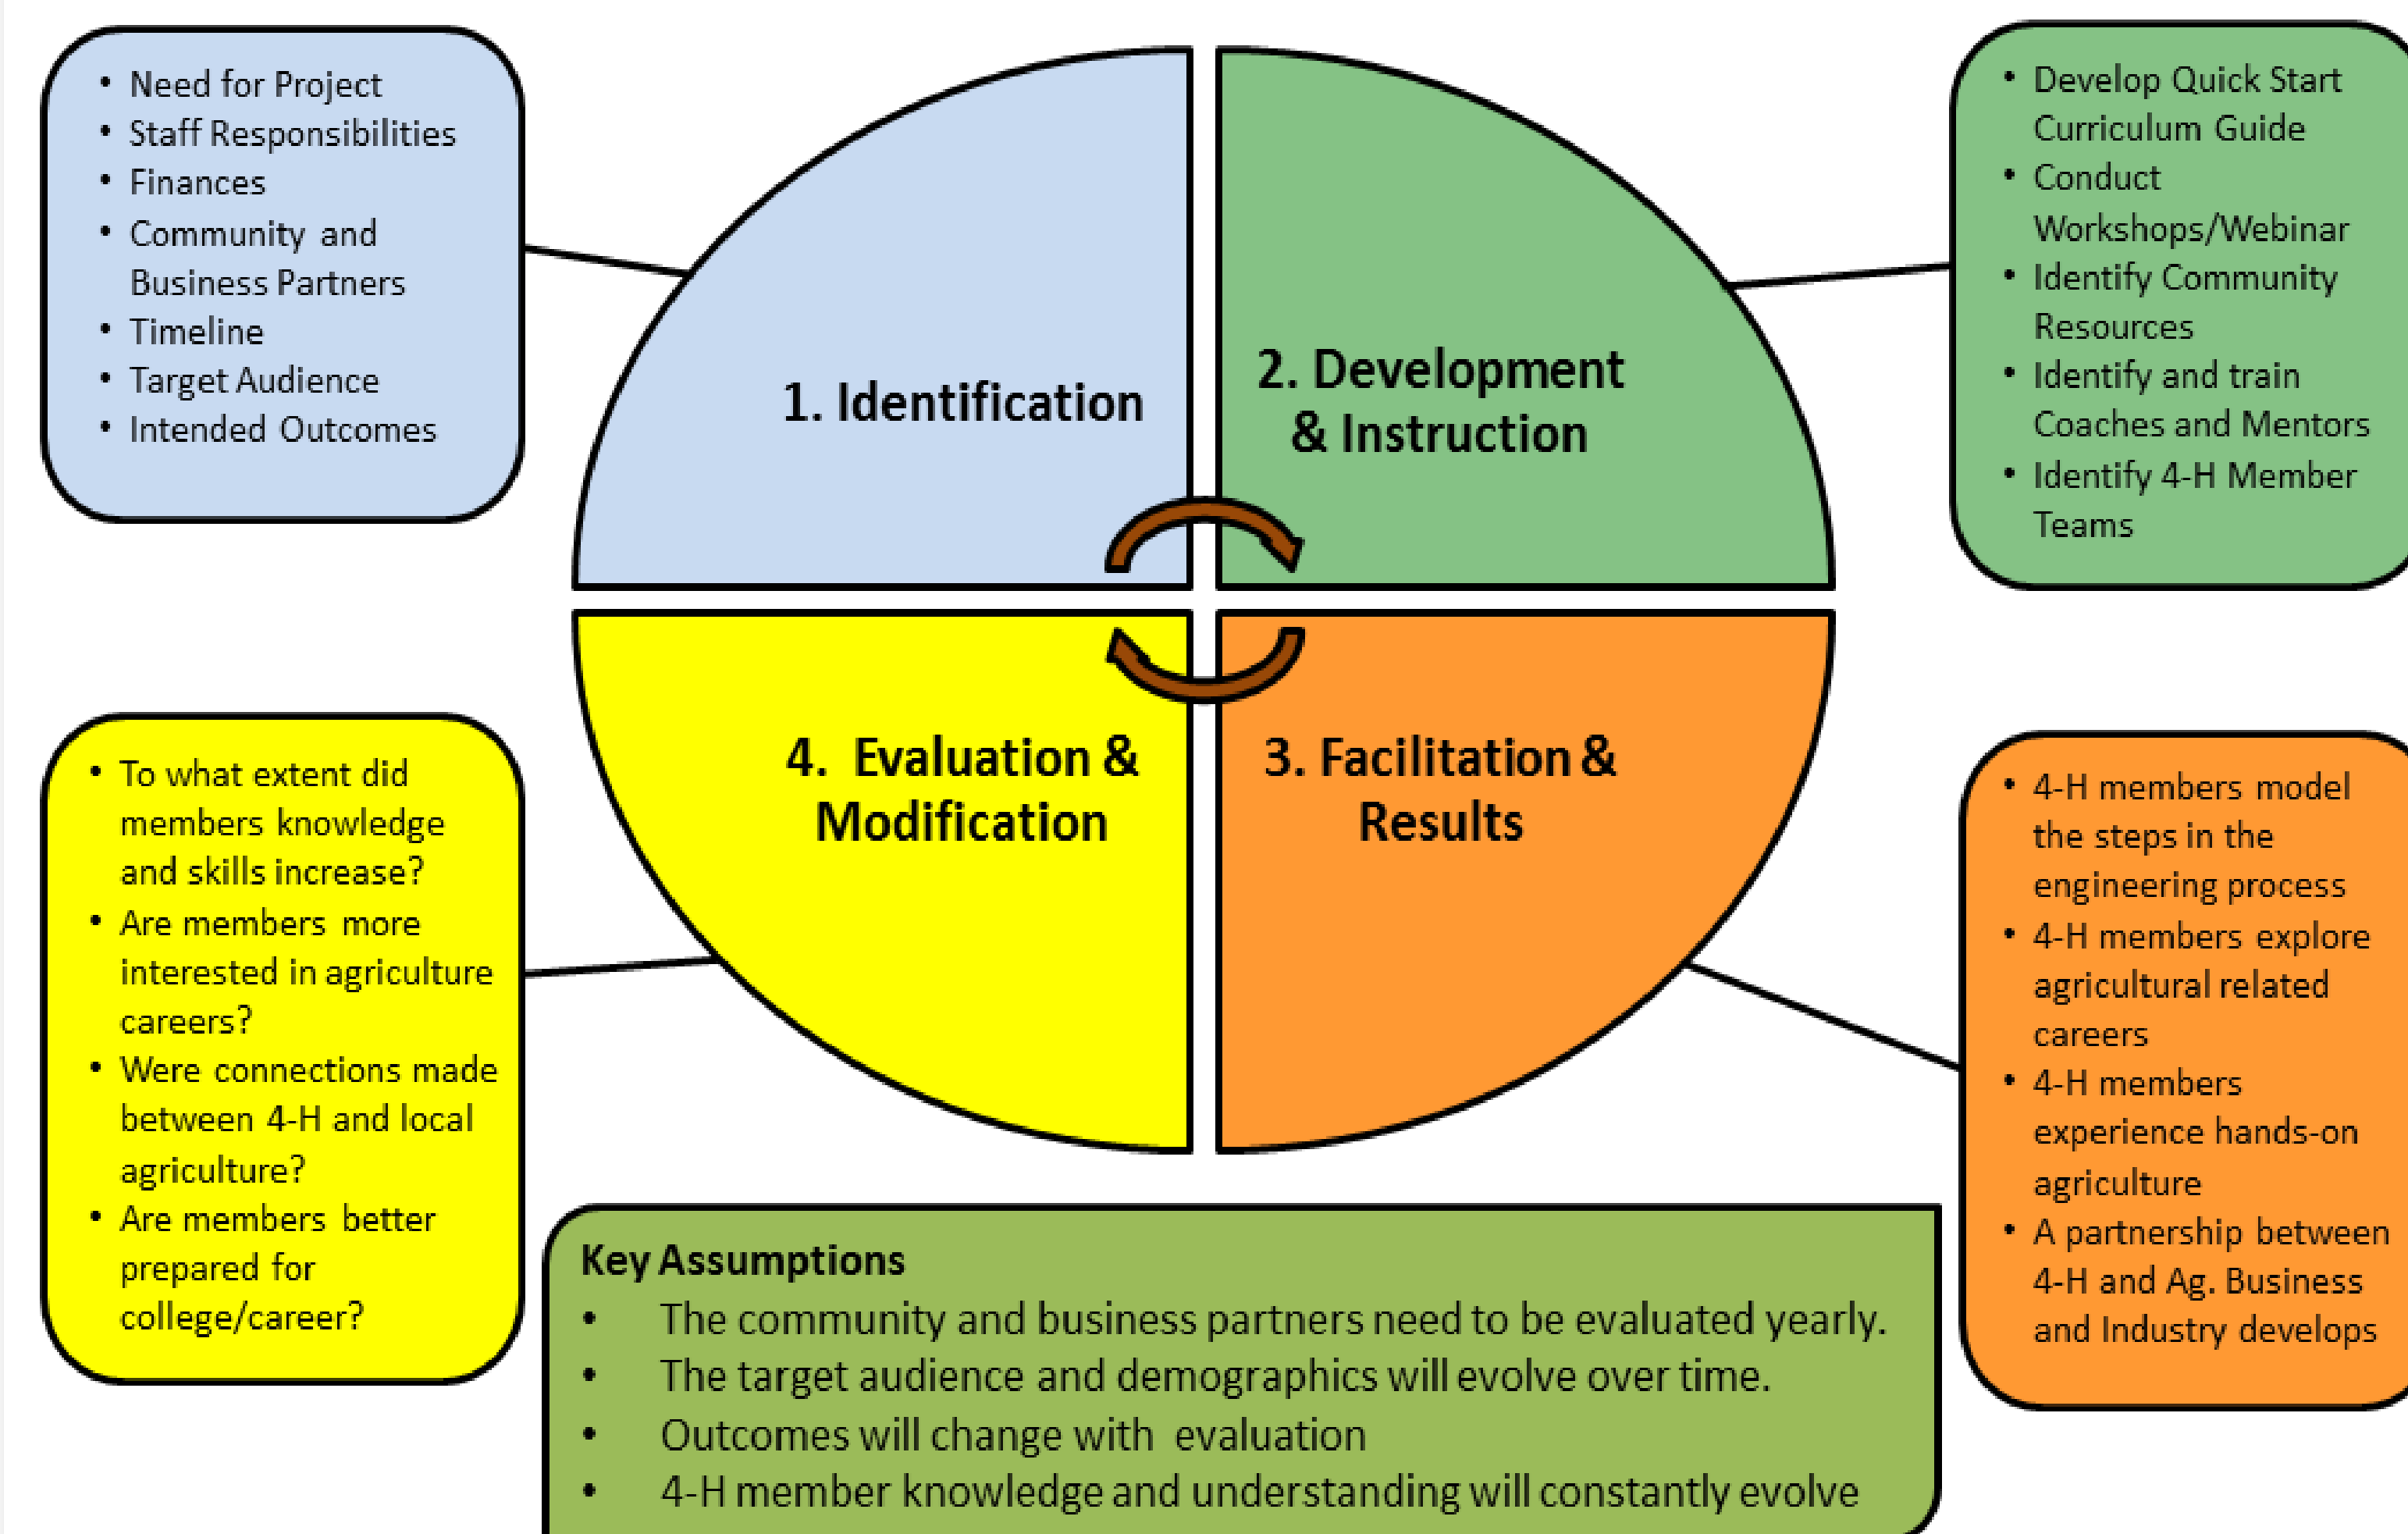 • Need for Project
• Staff Responsibilities
• Finances
• Community and
Business Partners
• Timeline
• Target Audience
• Intended Outcomes
1. Identification
2. Development
& Instruction
• Develop Quick Start
Curriculum Guide
• Conduct
Workshops/Webinar
• Identify Community
Resources
• Identify and train
Coaches and Mentors
• Identify 4-H Member
Teams
• To what extent did
members knowledge
and skills increase?
• Are members more
interested in agriculture
careers?
• Were connections made
between 4-H and local
agriculture?
• Are members better
prepared for
college/career?
4. Evaluation &
Modification
3. Facilitation &
Results
• 4-H members model
the steps in the
engineering process
• 4-H members explore
agricultural related
careers
• 4-H members
experience hands-on
agriculture
• A partnership between
4-H and Ag. Business
and Industry develops
Key Assumptions
• The community and business partners need to be evaluated yearly.
• The target audience and demographics will evolve over time.
• Outcomes will change with evaluation
• 4-H member knowledge and understanding will constantly evolve